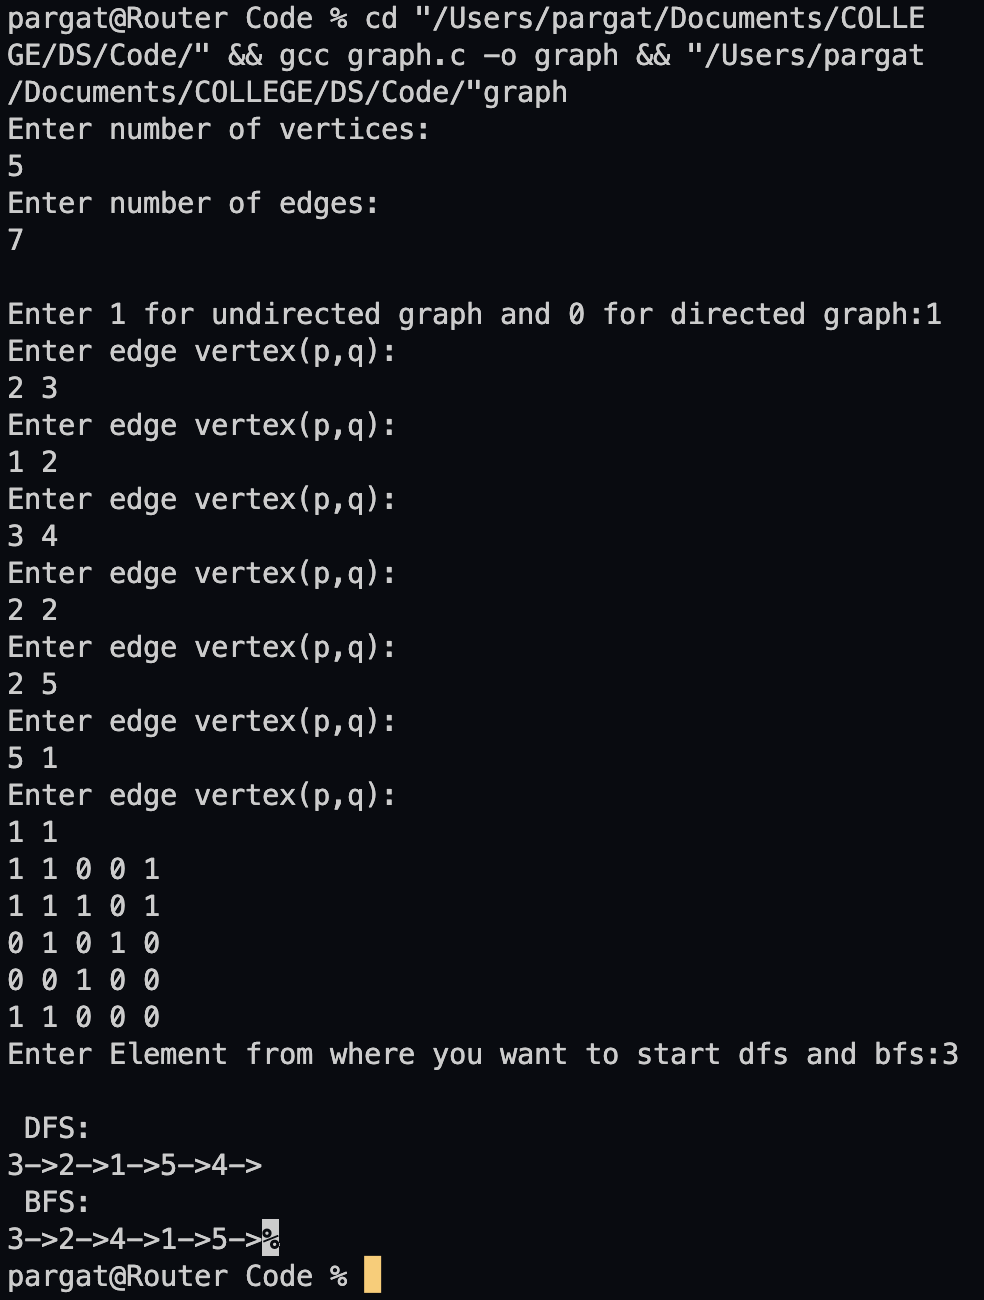 pargat@Router Code % cd "/Users/pargat/Documents/COLLE
GE/DS/Code/" && gcc graph.c -o graph && "/Users/pargat
/Documents/COLLEGE/DS/Code/"graph
Enter number of vertices:
5
Enter number of edges:
7

Enter 1 for undirected graph and 0 for directed graph:1
Enter edge vertex(p,q):
2 3
Enter edge vertex(p,q):
1 2
Enter edge vertex(p,q):
3 4
Enter edge vertex(p,q):
2 2
Enter edge vertex(p,q):
2 5
Enter edge vertex(p,q):
5 1
Enter edge vertex(p,q):
1 1
1 1 0 0 1
1 1 1 0 1
0 1 0 1 0
0 0 1 0 0
1 1 0 0 0
Enter Element from where you want to start dfs and bfs:3

 DFS:
3->2->1->5->4->
 BFS:
3->2->4->1->5->%
pargat@Router Code %